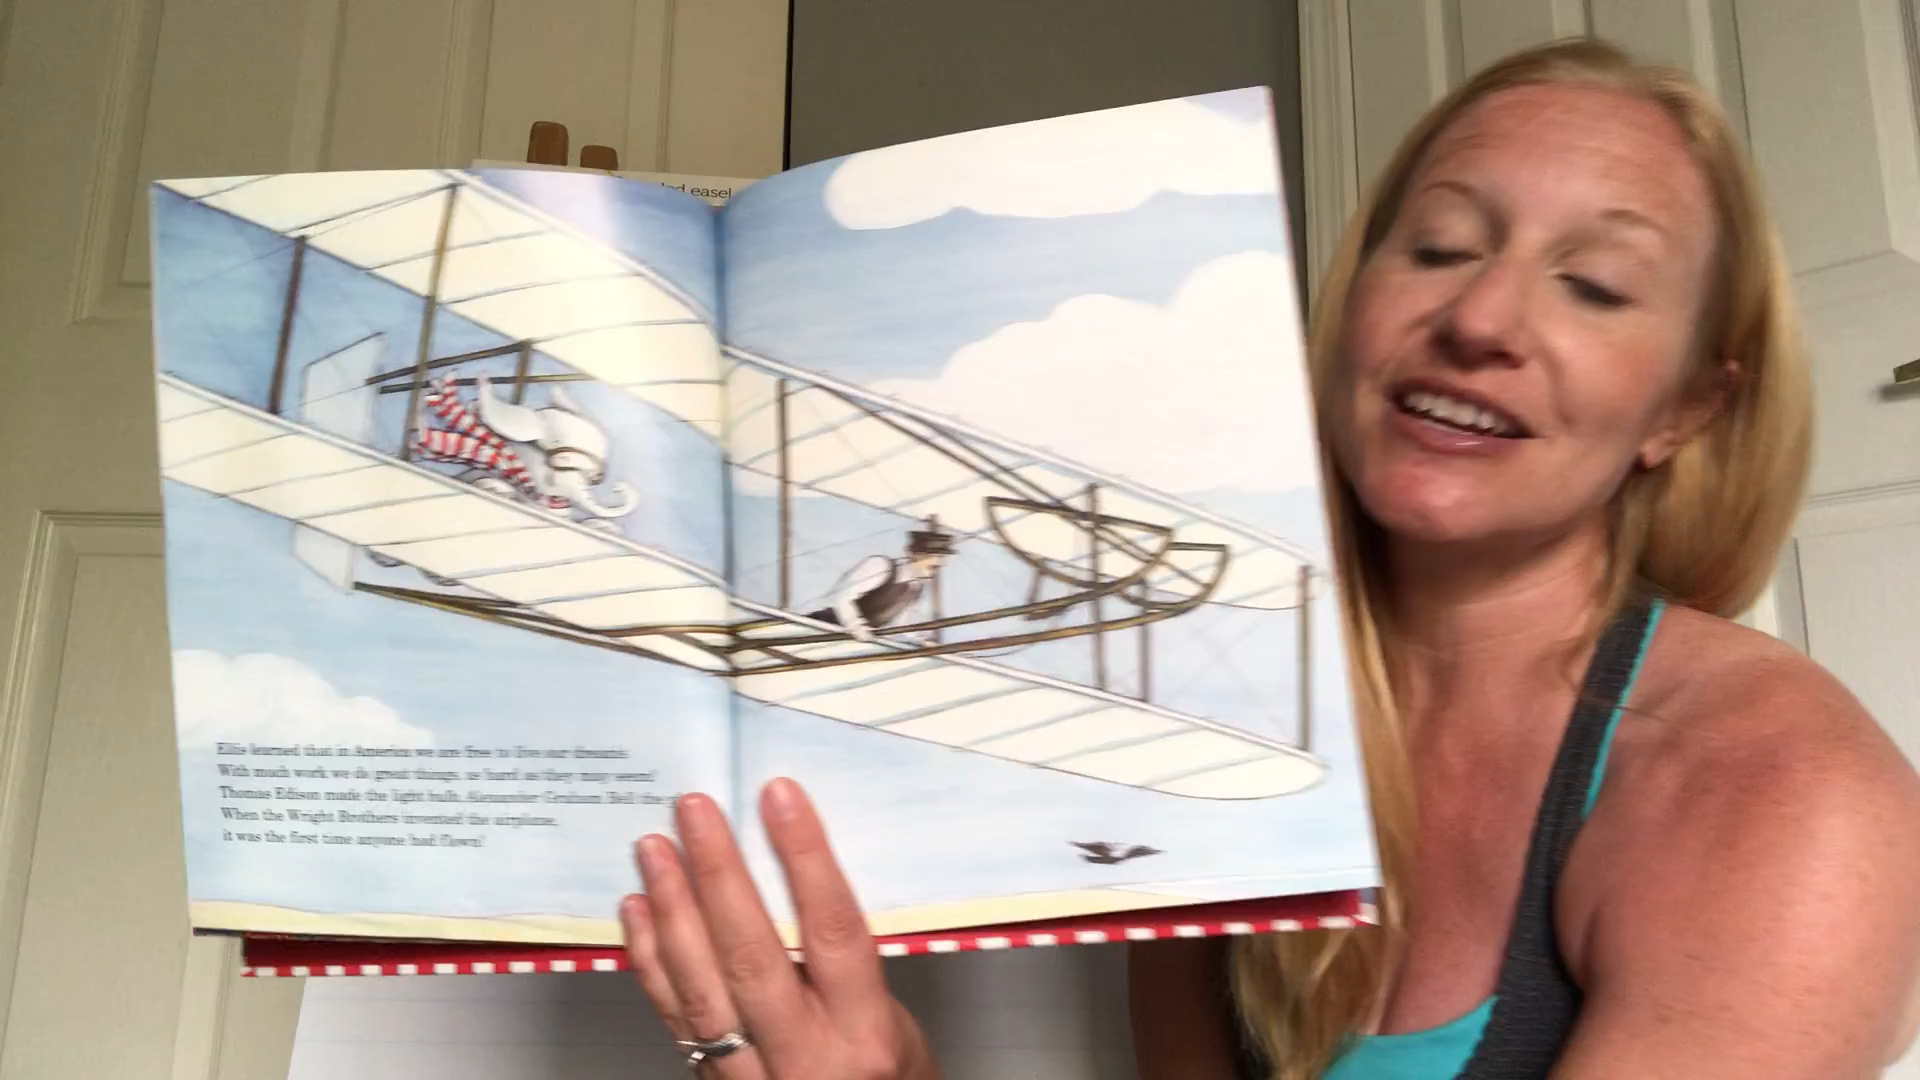 easel
Ellis learned that in America we are free to live our dreams.
With much work we do great things, as hard as they may seem!
Thomas Edison made the light bulb, Alexander Graham Bell the
When the Wright Brothers invented the airplane,
it was the first time anyone had flown!